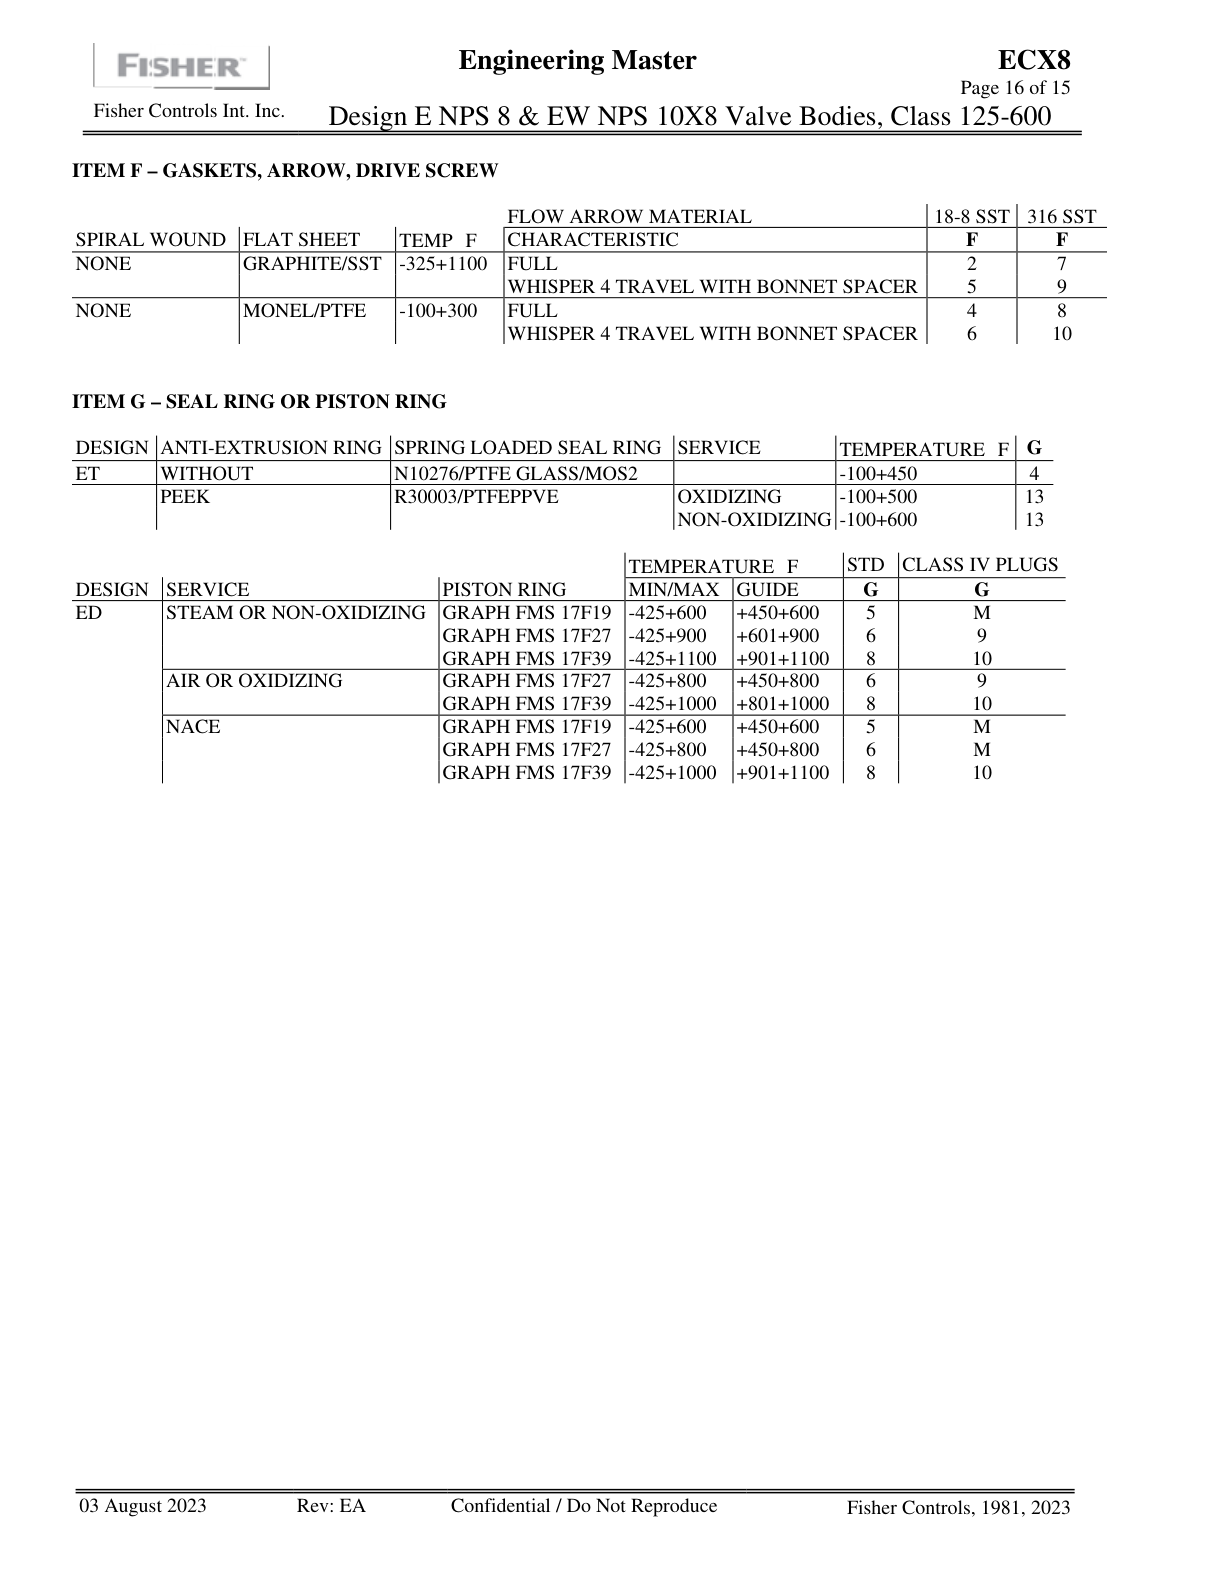 FISHER™ Engineering Master ECX8
Page 16 of 15
Fisher Controls Int. Inc. Design E NPS 8 & EW NPS 10X8 Valve Bodies, Class 125-600
ITEM F – GASKETS, ARROW, DRIVE SCREW
FLOW ARROW MATERIAL 18-8 SST 316 SST
SPIRAL WOUND FLAT SHEET TEMP F CHARACTERISTIC F F
NONE GRAPHITE/SST -325+1100 FULL 2 7
WHISPER 4 TRAVEL WITH BONNET SPACER 5 9
NONE MONEL/PTFE -100+300 FULL 4 8
WHISPER 4 TRAVEL WITH BONNET SPACER 6 10
ITEM G – SEAL RING OR PISTON RING
DESIGN ANTI-EXTRUSION RING SPRING LOADED SEAL RING SERVICE TEMPERATURE F G
ET WITHOUT N10276/PTFE GLASS/MOS2 -100+450 4
PEEK R30003/PTFEPPVE OXIDIZING -100+500 13
NON-OXIDIZING -100+600 13
TEMPERATURE F STD CLASS IV PLUGS
DESIGN SERVICE PISTON RING MIN/MAX GUIDE G G
ED STEAM OR NON-OXIDIZING GRAPH FMS 17F19 -425+600 +450+600 5 M
GRAPH FMS 17F27 -425+900 +601+900 6 9
GRAPH FMS 17F39 -425+1100 +901+1100 8 10
AIR OR OXIDIZING GRAPH FMS 17F27 -425+800 +450+800 6 9
GRAPH FMS 17F39 -425+1000 +801+1000 8 10
NACE GRAPH FMS 17F19 -425+600 +450+600 5 M
GRAPH FMS 17F27 -425+800 +450+800 6 M
GRAPH FMS 17F39 -425+1000 +901+1100 8 10
03 August 2023 Rev: EA Confidential / Do Not Reproduce Fisher Controls, 1981, 2023